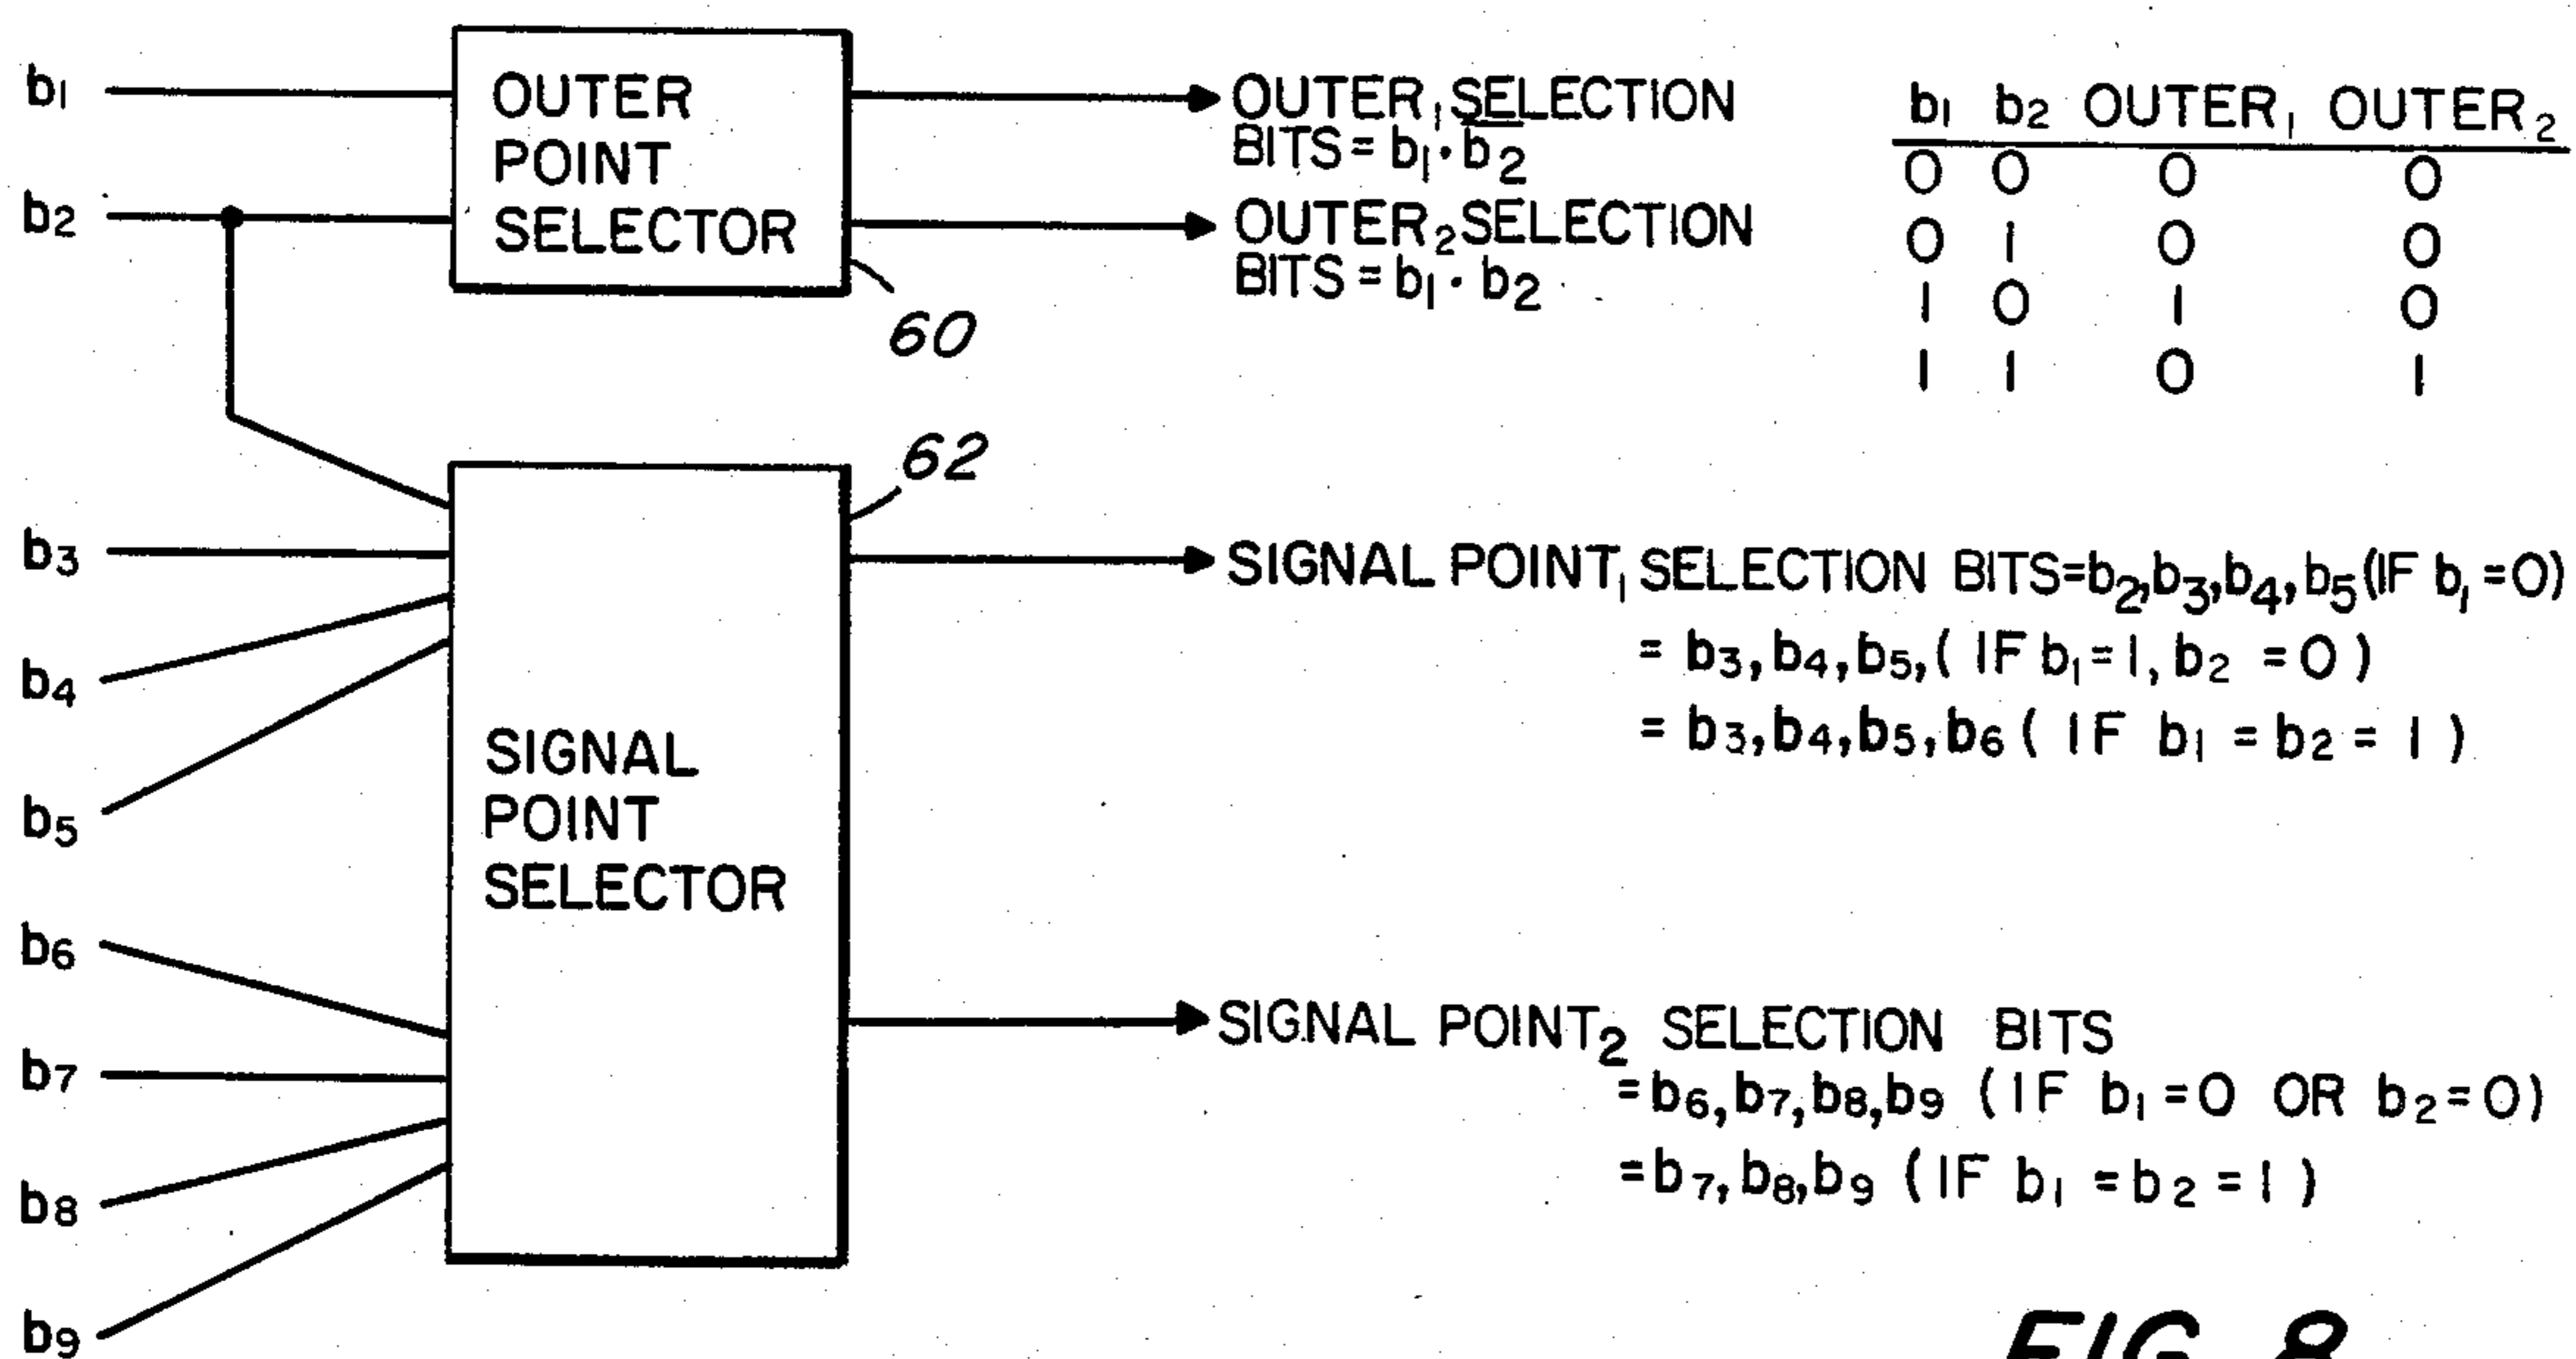 b₁
b₂
OUTER
POINT
SELECTOR
60
OUTER₁ SELECTION
BITS = b₁ · b̅₂
OUTER₂ SELECTION
BITS = b₁ · b₂
b₁ b₂ OUTER₁ OUTER₂
0 0 0 0
0 1 0 0
1 0 1 0
1 1 0 1
b₃
b₄
b₅
b₆
b₇
b₈
b₉
62
SIGNAL
POINT
SELECTOR
SIGNAL POINT₁ SELECTION BITS=b₂,b₃,b₄,b₅(IF b₁=0)
= b₃,b₄,b₅,( IF b₁=1, b₂ =0 )
= b₃,b₄,b₅,b₆ ( IF b₁ = b₂ = 1 )
SIGNAL POINT₂ SELECTION BITS
=b₆,b₇,b₈,b₉ (IF b₁=0 OR b₂=0)
=b₇,b₈,b₉ (IF b₁ =b₂ =1 )
FIG. 8